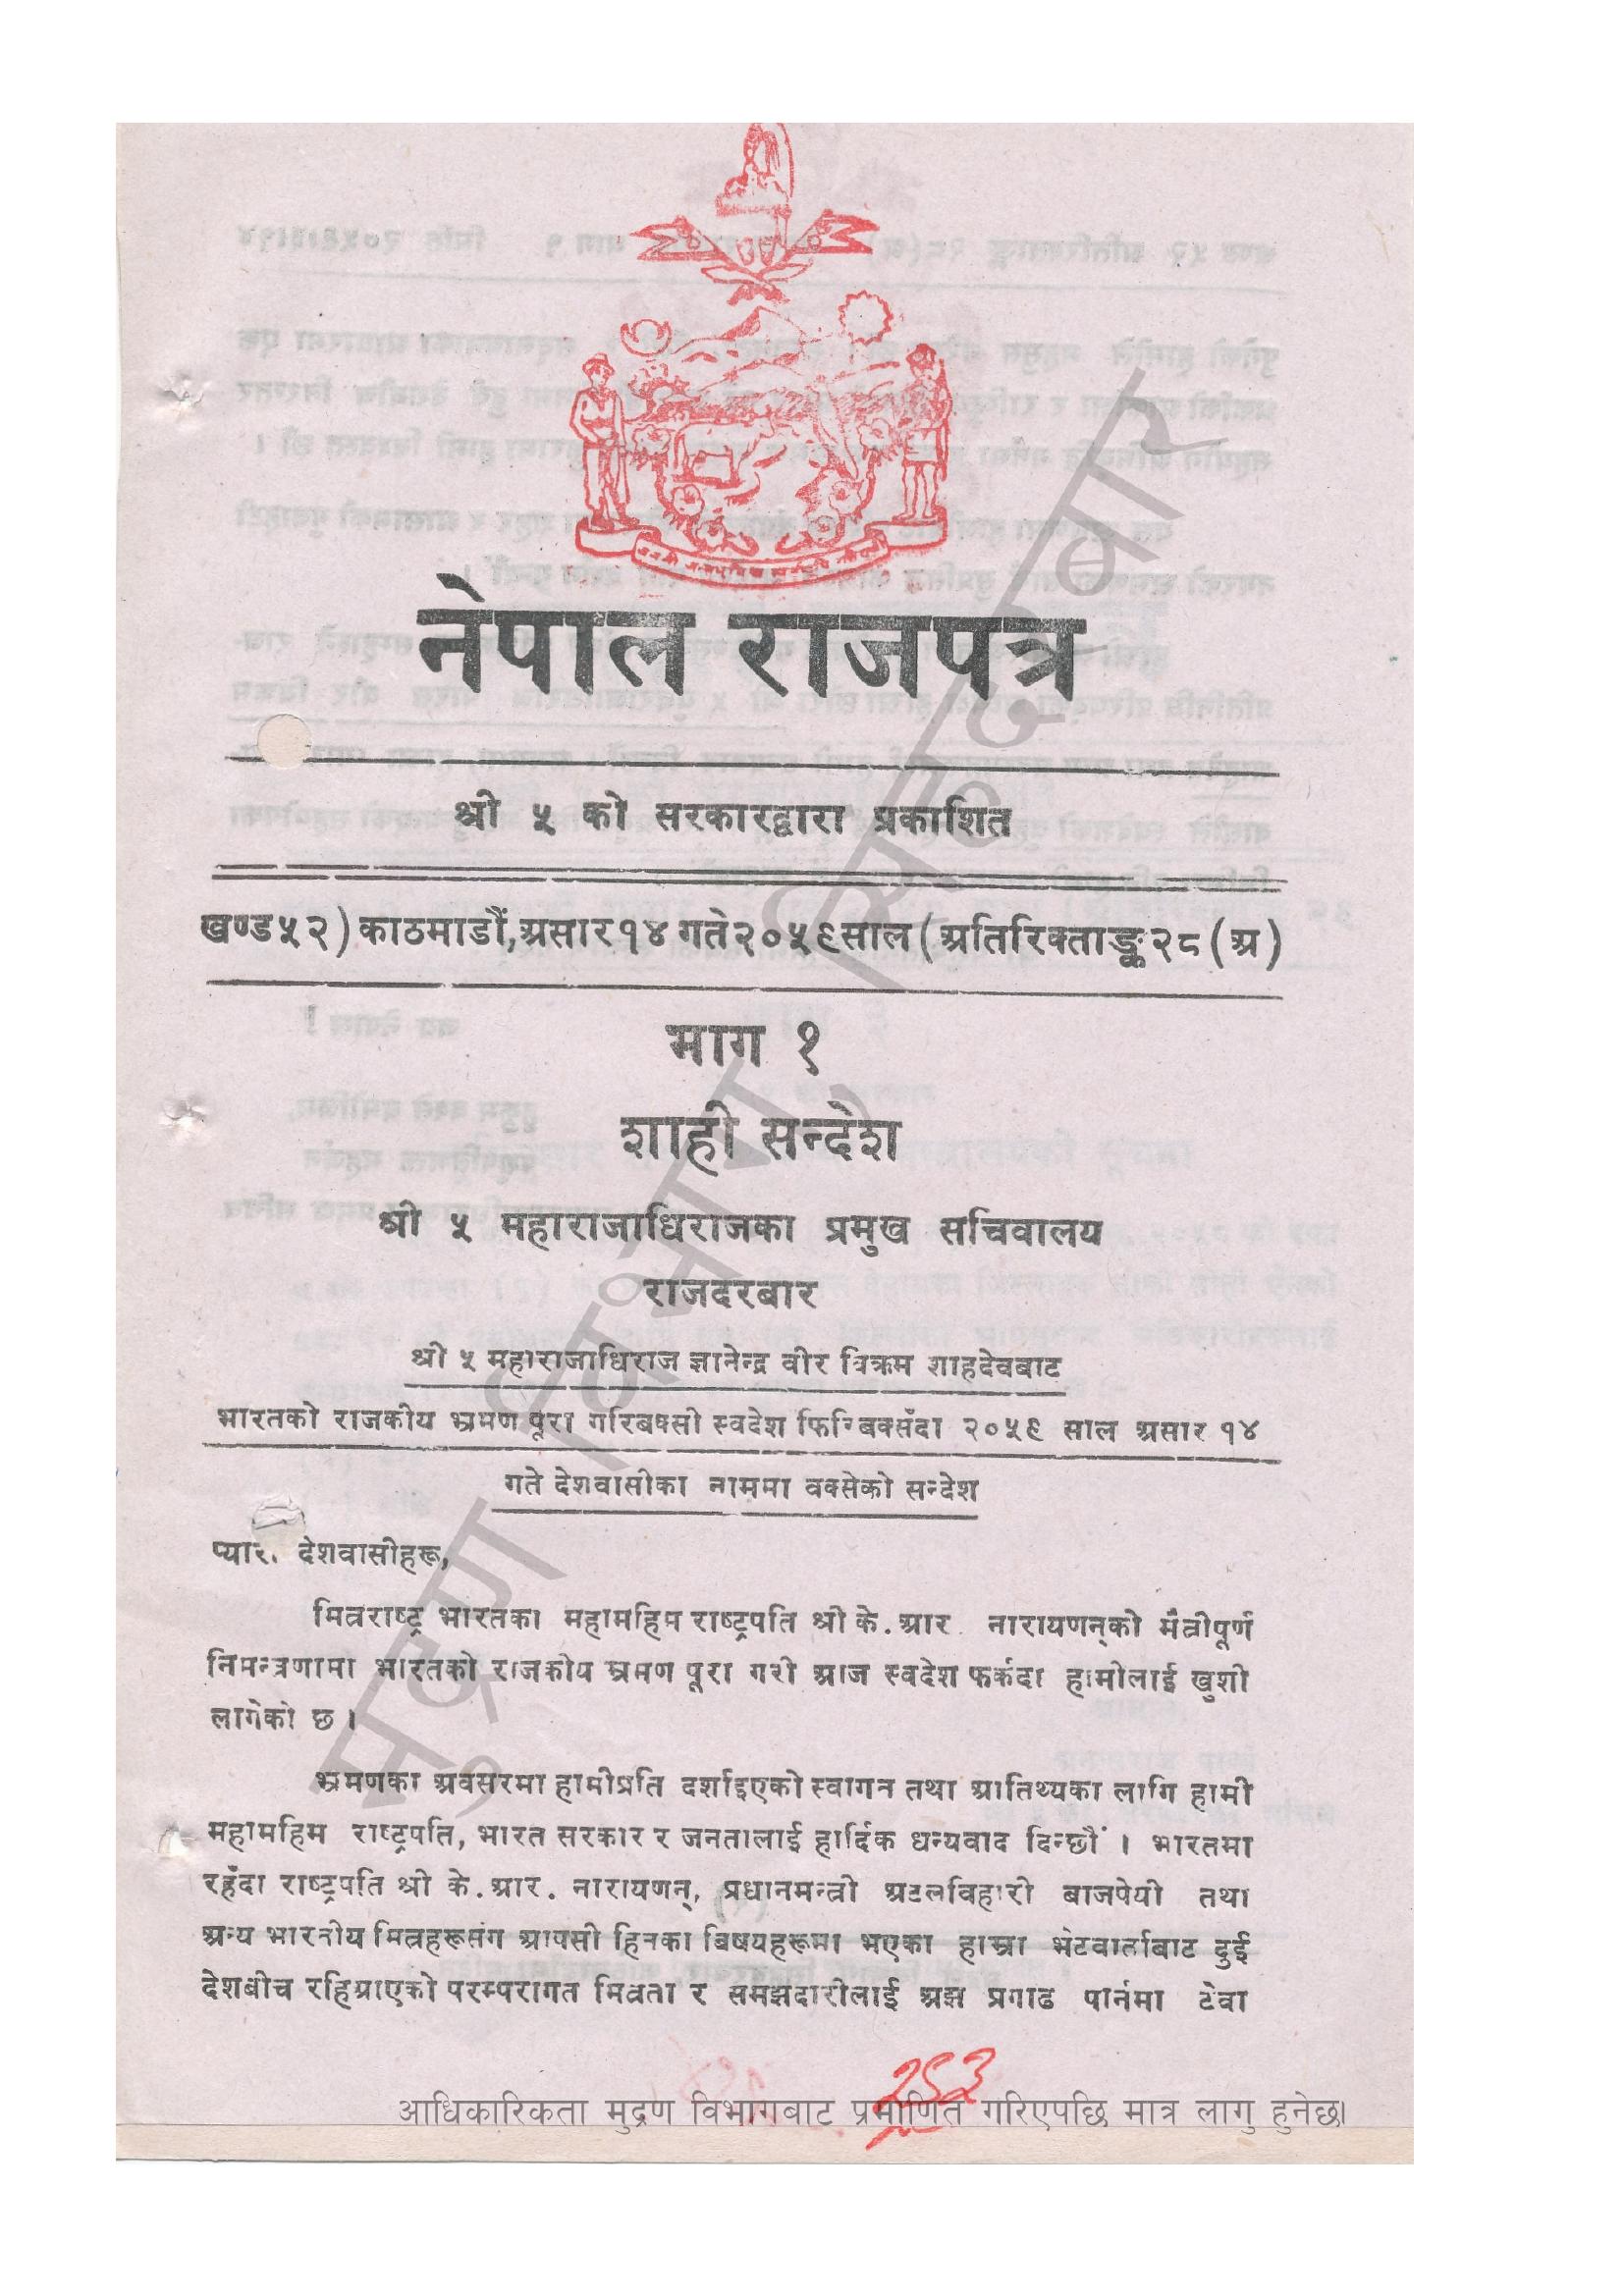 नेपाल राजपत्र
श्री ५ को सरकारद्वारा प्रकाशित
खण्ड ५२) काठमाडौं, असार १४ गते २०५९ साल (अतिरिक्ताङ्क २८ (अ)
भाग १
शाही सन्देश
श्री ५ महाराजाधिराजका प्रमुख सचिवालय
राजदरबार
श्री ५ महाराजाधिराज ज्ञानेन्द्र वीर विक्रम शाहदेवबाट
भारतको राजकीय भ्रमण पूरा गरिबक्सी स्वदेश फिरिबक्सँदा २०५९ साल असार १४
गते देशवासीका नाममा बक्सेको सन्देश
प्यारा देशवासीहरू,
मित्रराष्ट्र भारतका महामहिम राष्ट्रपति श्री के. आर. नारायणन्को मैत्रीपूर्ण
निमन्त्रणामा भारतको राजकीय भ्रमण पूरा गरी आज स्वदेश फर्कदा हामीलाई खुशी
लागेको छ ।
भ्रमणका अवसरमा हामीप्रति दर्शाइएको स्वागत तथा आतिथ्यका लागि हामी
महामहिम राष्ट्रपति, भारत सरकार र जनतालाई हार्दिक धन्यवाद दिन्छौं । भारतमा
रहँदा राष्ट्रपति श्री के. आर. नारायणन्, प्रधानमन्त्री अटलविहारी बाजपेयी तथा
अन्य भारतीय मित्रहरूसंग आपसी हितका बिषयहरूमा भएका हाम्रा भेटवार्ताबाट दुई
देशबीच रहिआएको परम्परागत मित्रता र समझदारीलाई अझ प्रगाढ पार्नमा टेवा
२८३
आधिकारिकता मुद्रण विभागबाट प्रमाणित गरिएपछि मात्र लागु हुनेछ।
मुद्रण विभाग, सिंहदरबार